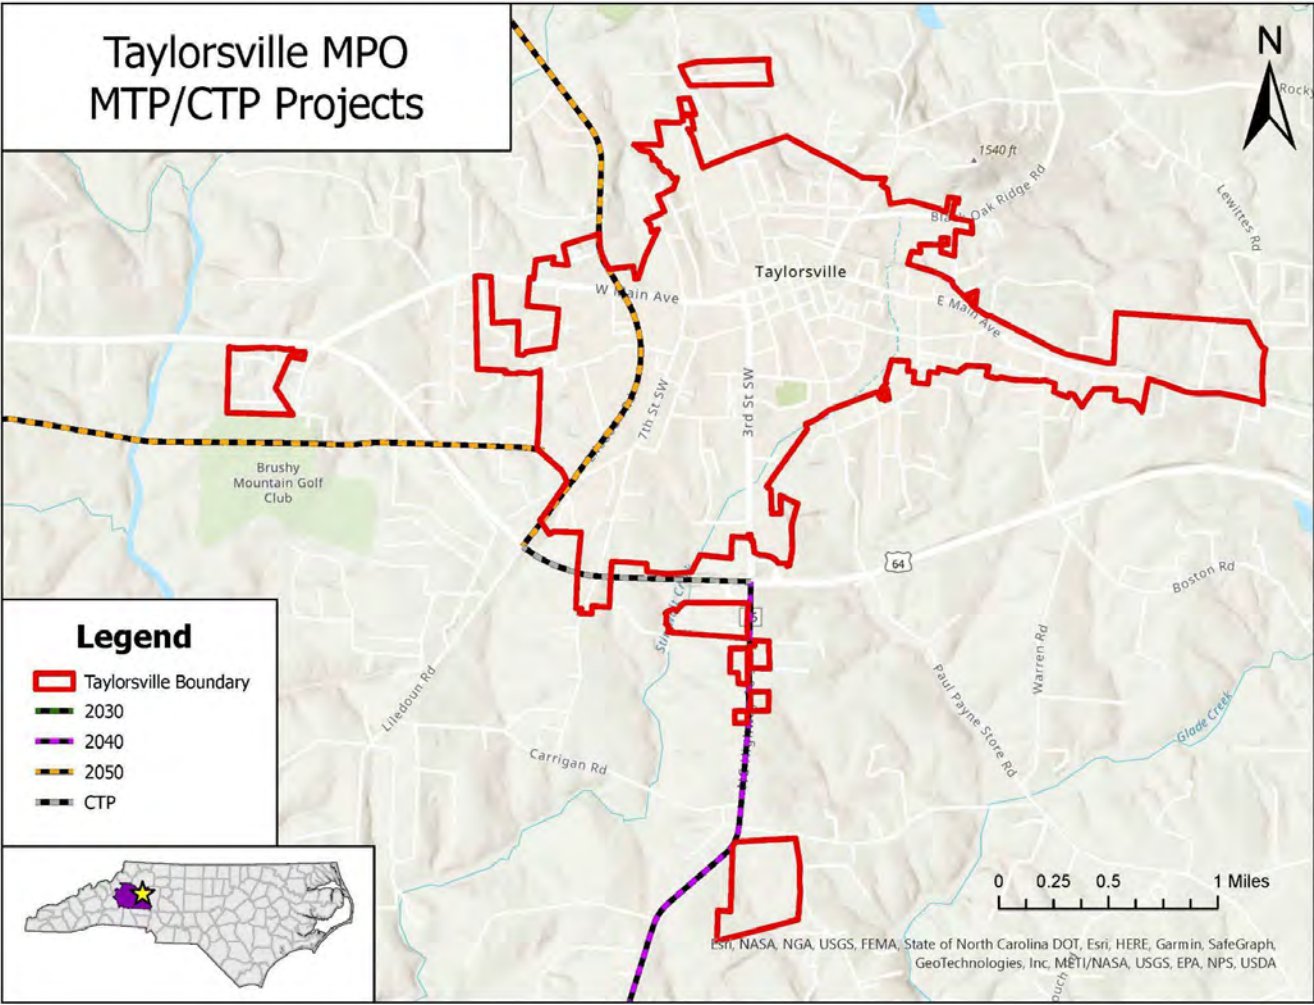 Taylorsville MPO
MTP/CTP Projects
N
Rocky
1540 ft
Black Oak Ridge Rd
Lewittes Rd
Taylorsville
W Main Ave
E Main Ave
7th St SW
3rd St SW
Brushy
Mountain Golf
Club
64
Boston Rd
Warren Rd
Paul Payne Store Rd
Glade Creek
Liledoun Rd
Carrigan Rd
Legend
Taylorsville Boundary
2030
2040
2050
CTP
0 0.25 0.5 1 Miles
Esri, NASA, NGA, USGS, FEMA, State of North Carolina DOT, Esri, HERE, Garmin, SafeGraph,
GeoTechnologies, Inc, METI/NASA, USGS, EPA, NPS, USDA